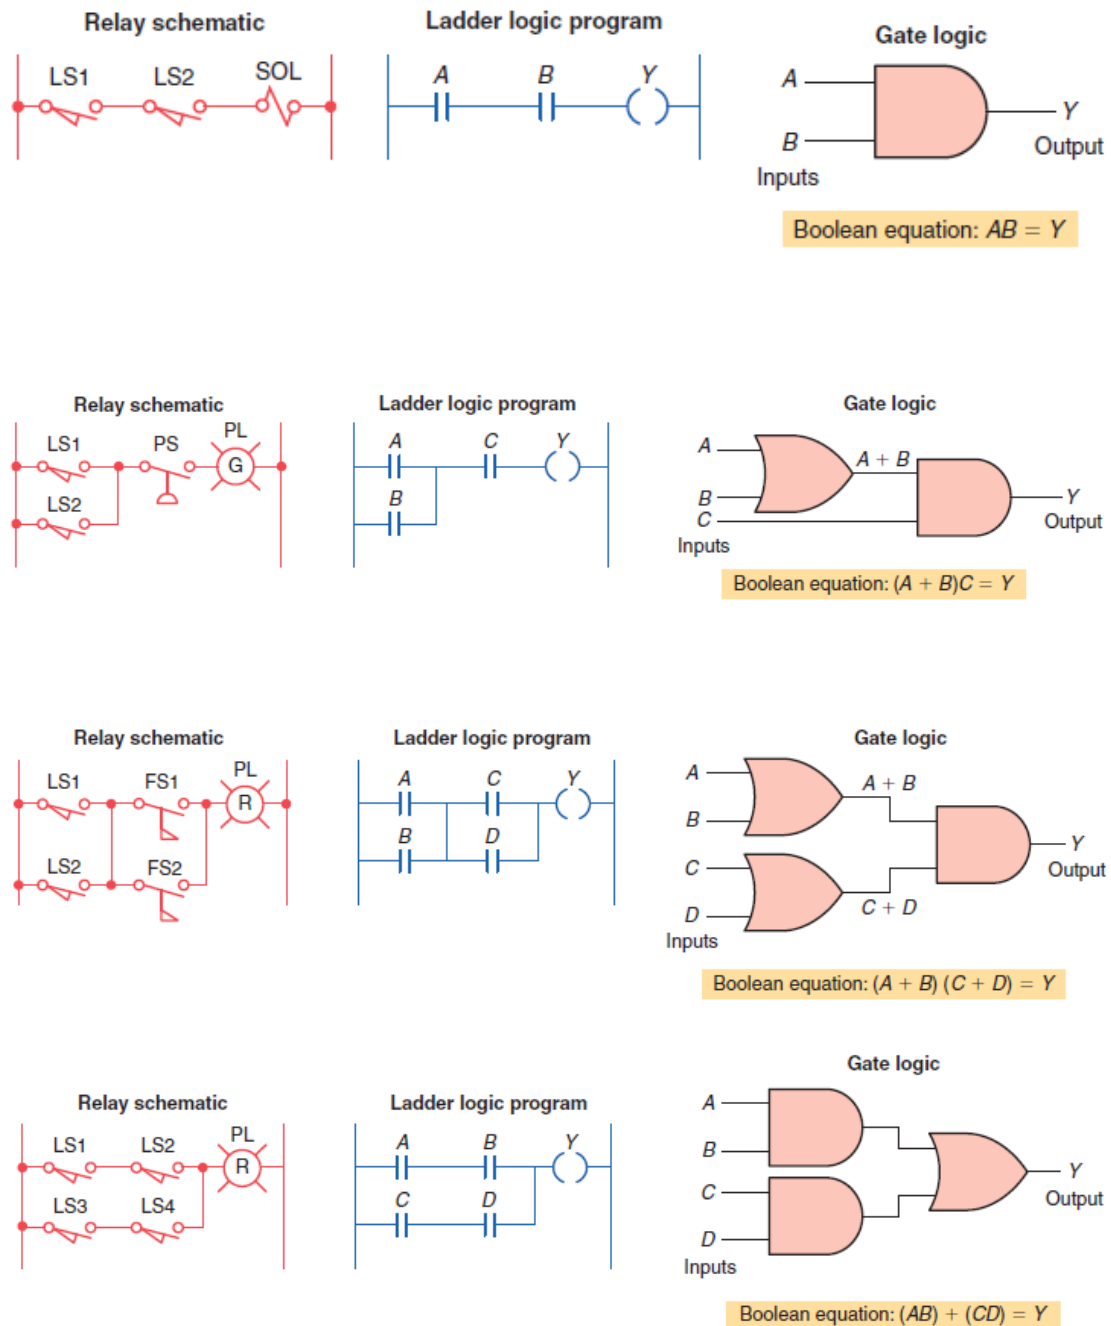 Relay schematic
Ladder logic program
Gate logic
LS1 LS2 SOL
A B Y
A
B
Inputs
Y
Output
Boolean equation: AB = Y
Relay schematic
Ladder logic program
Gate logic
LS1 PS PL
G
LS2
A C Y
B
A
B
C
Inputs
A + B
Y
Output
Boolean equation: (A + B)C = Y
Relay schematic
Ladder logic program
Gate logic
LS1 FS1 PL
R
LS2 FS2
A C Y
B D
A
B
C
D
Inputs
A + B
C + D
Y
Output
Boolean equation: (A + B) (C + D) = Y
Relay schematic
Ladder logic program
Gate logic
LS1 LS2 PL
R
LS3 LS4
A B Y
C D
A
B
C
D
Inputs
Y
Output
Boolean equation: (AB) + (CD) = Y